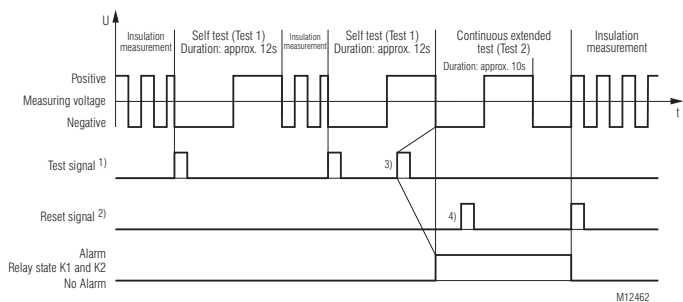 U
Insulation
measurement
Self test (Test 1)
Duration: approx. 12s
Insulation
measurement
Self test (Test 1)
Duration: approx. 12s
Continuous extended
test (Test 2)
Duration: approx. 10s
Insulation
measurement
Positive
Measuring voltage
Negative
t
Test signal 1)
3)
Reset signal 2)
4)
Alarm
Relay state K1 and K2
No Alarm
M12462